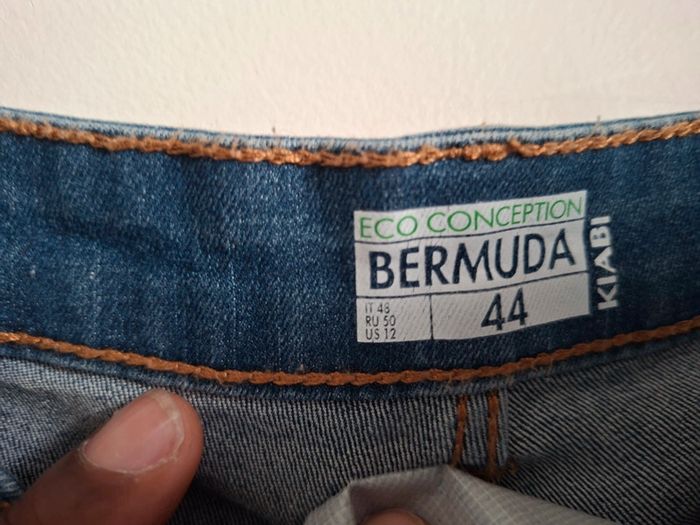 ECO CONCEPTION
BERMUDA
IT 48
RU 50
US 12
44
KIABI